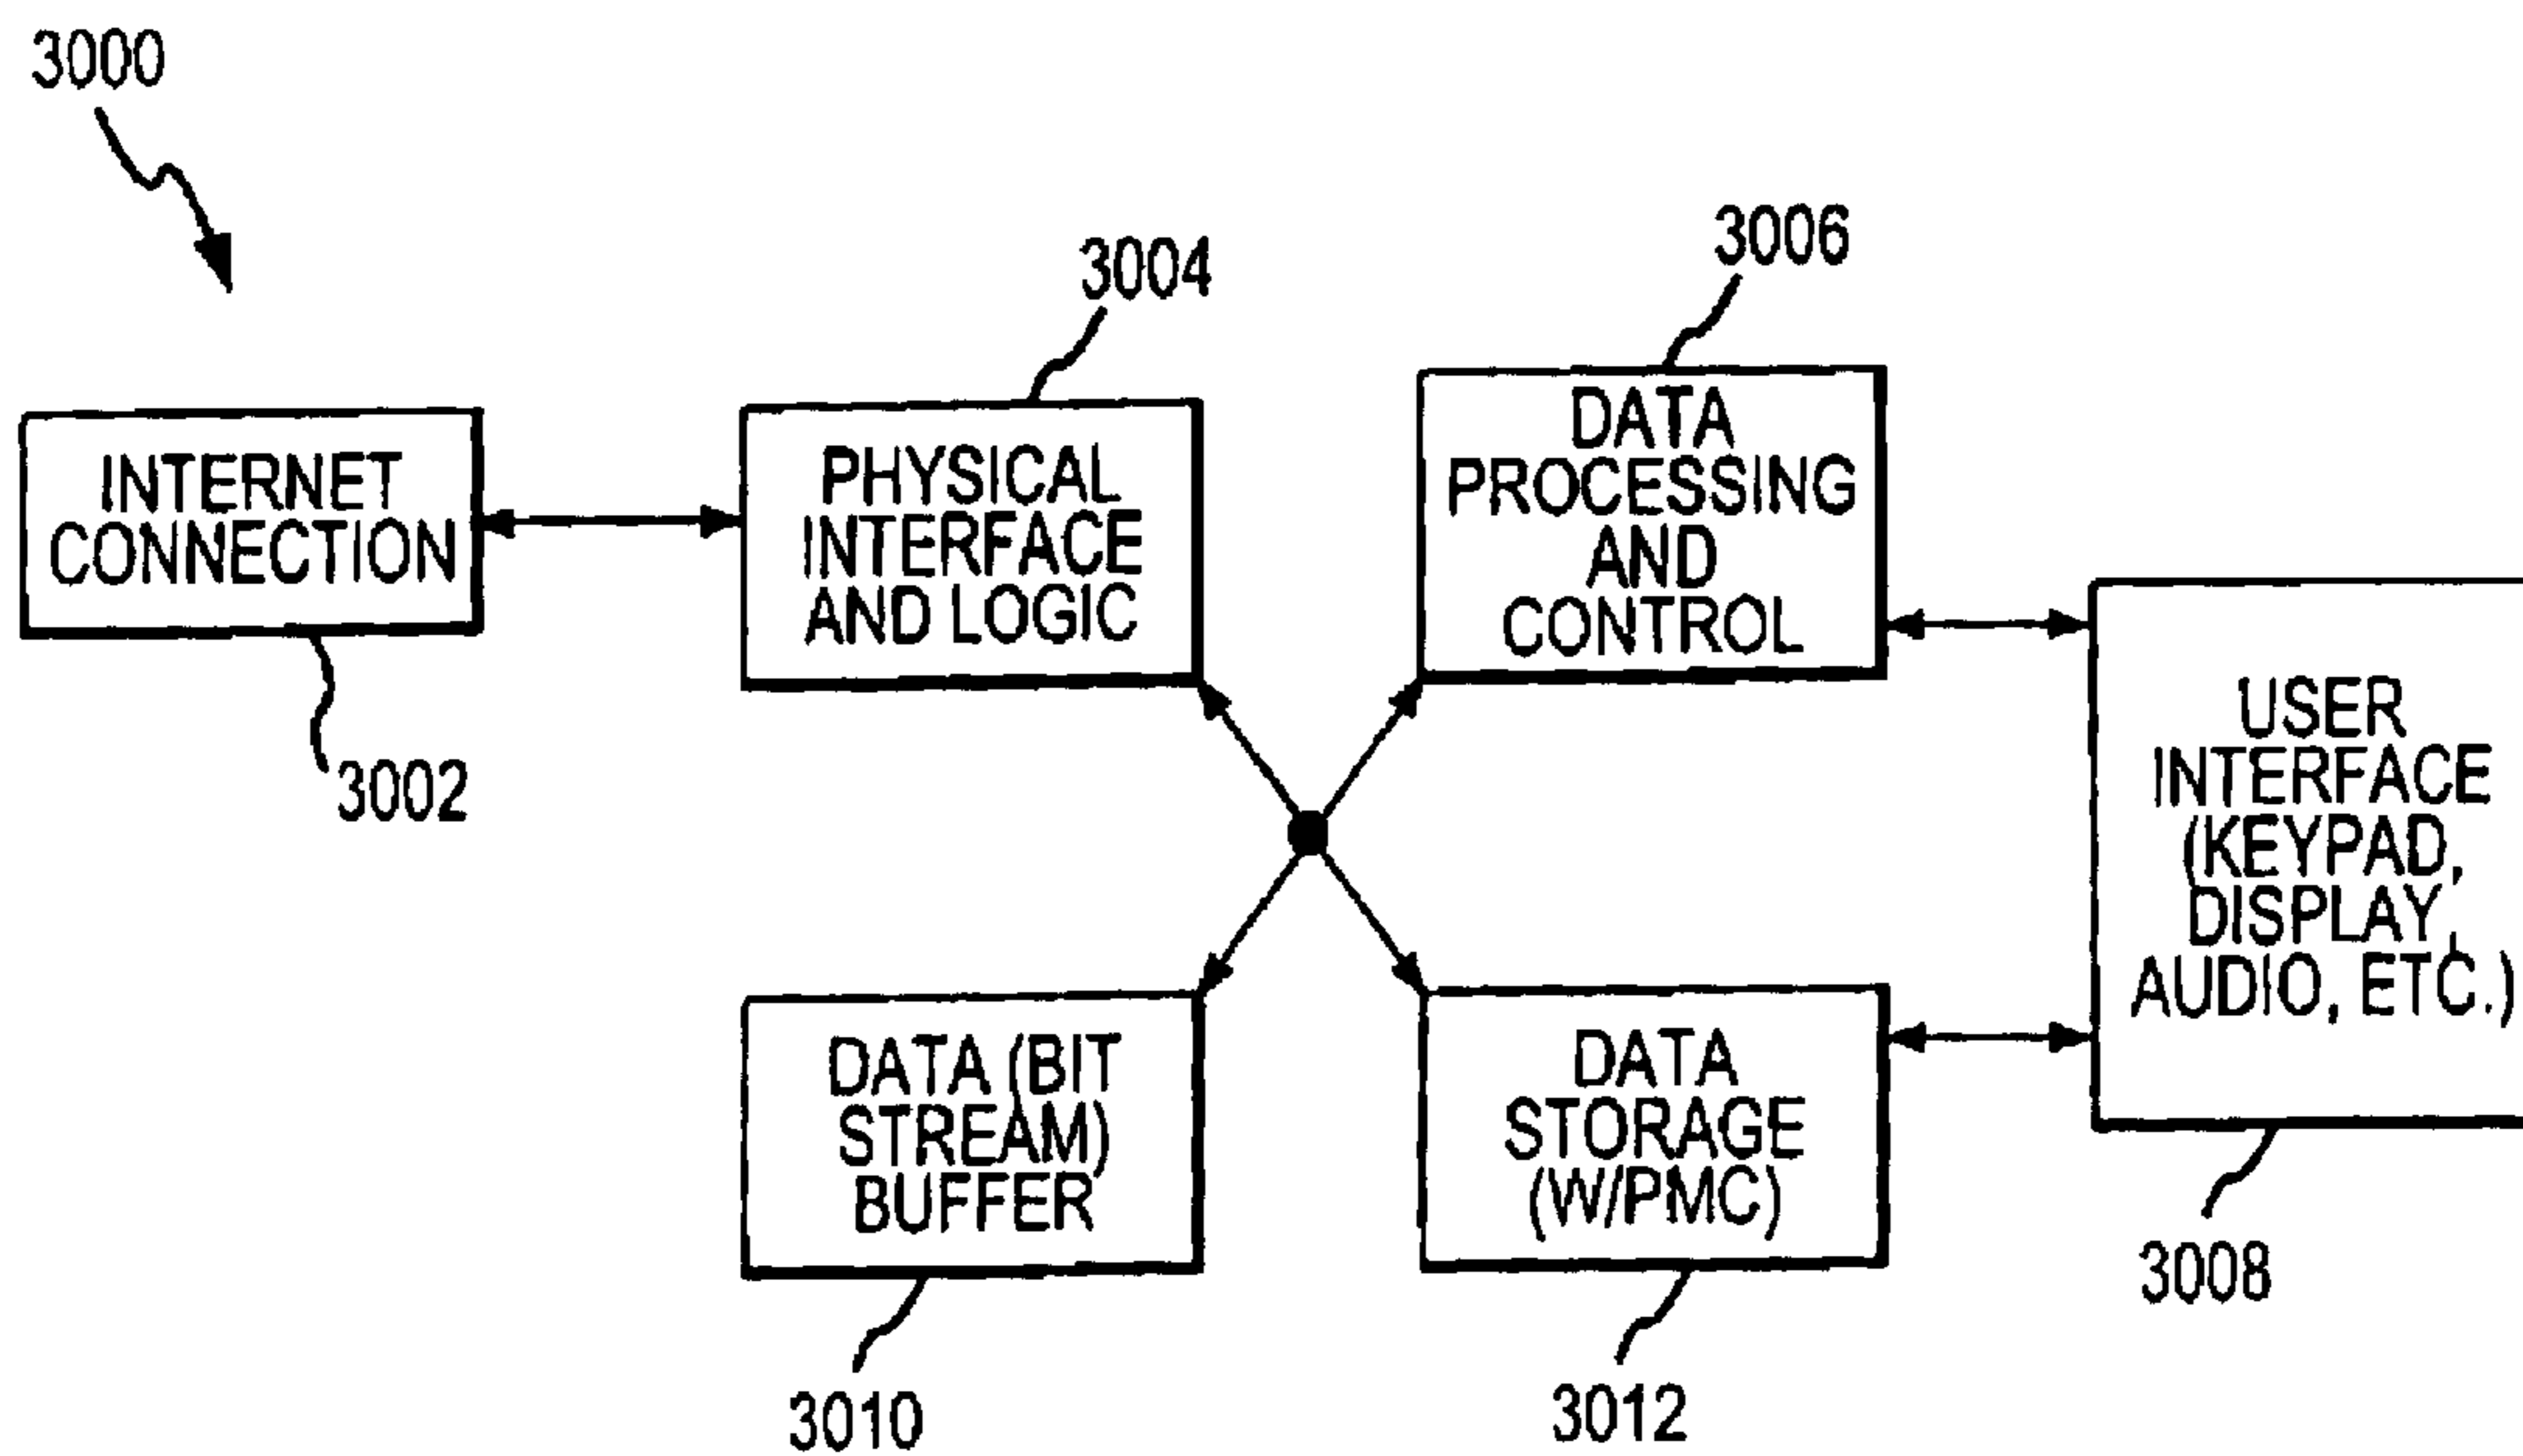 3000
3004
3006
INTERNET
CONNECTION
3002
PHYSICAL
INTERFACE
AND LOGIC
DATA
PROCESSING
AND
CONTROL
USER
INTERFACE
(KEYPAD,
DISPLAY,
AUDIO, ETC.)
3008
DATA (BIT
STREAM)
BUFFER
3010
DATA
STORAGE
(W/PMC)
3012